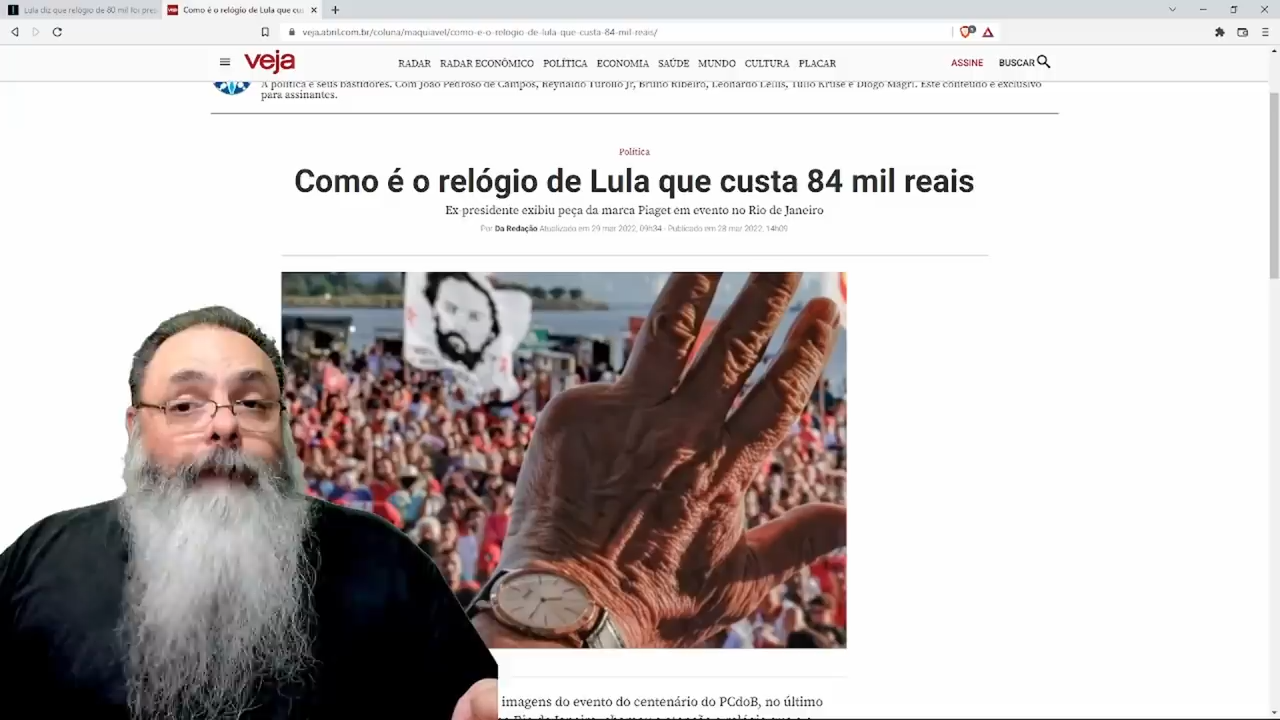 Lula diz que relógio de 80 mil foi pres
Como é o relógio de Lula que cu
veja.abril.com.br/coluna/maquiavel/como-e-o-relogio-de-lula-que-custa-84-mil-reais/
veja
RADAR RADAR ECONÔMICO POLÍTICA ECONOMIA SAÚDE MUNDO CULTURA PLACAR
ASSINE BUSCAR
A política e seus bastidores. Com João Pedroso de Campos, Reynaldo Turollo Jr, Bruno Ribeiro, Leonardo Lellis, Tulio Kruse e Diogo Magri. Este conteúdo é exclusivo
para assinantes.
Política
Como é o relógio de Lula que custa 84 mil reais
Ex presidente exibiu peça da marca Piaget em evento no Rio de Janeiro
Por Da Redação Atualizado em 29 mar 2022, 09h34 - Publicado em 28 mar 2022, 14h09
imagens do evento do centenário do PCdoB, no último